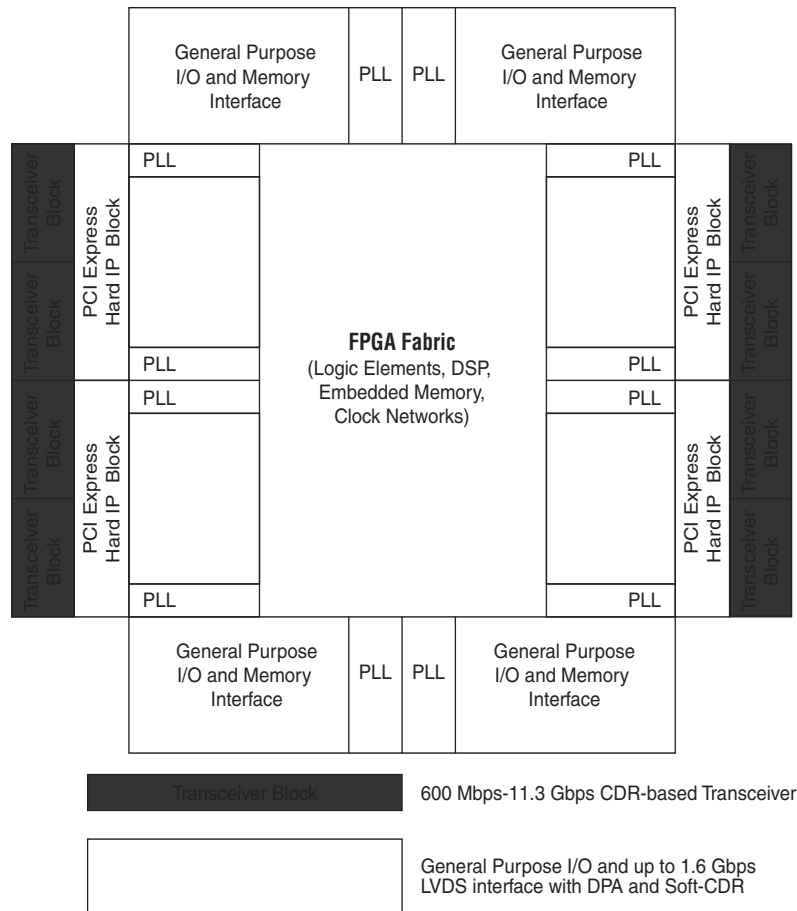 General Purpose
I/O and Memory
Interface
PLL
PLL
General Purpose
I/O and Memory
Interface
Transceiver
Block
Transceiver
Block
PCI Express
Hard IP Block
PLL
PLL
FPGA Fabric
(Logic Elements, DSP,
Embedded Memory,
Clock Networks)
PLL
PLL
PCI Express
Hard IP Block
Transceiver
Block
Transceiver
Block
Transceiver
Block
Transceiver
Block
PCI Express
Hard IP Block
PLL
PLL
PLL
PLL
PCI Express
Hard IP Block
Transceiver
Block
Transceiver
Block
General Purpose
I/O and Memory
Interface
PLL
PLL
General Purpose
I/O and Memory
Interface
Transceiver Block
600 Mbps-11.3 Gbps CDR-based Transceiver
General Purpose I/O and up to 1.6 Gbps
LVDS interface with DPA and Soft-CDR